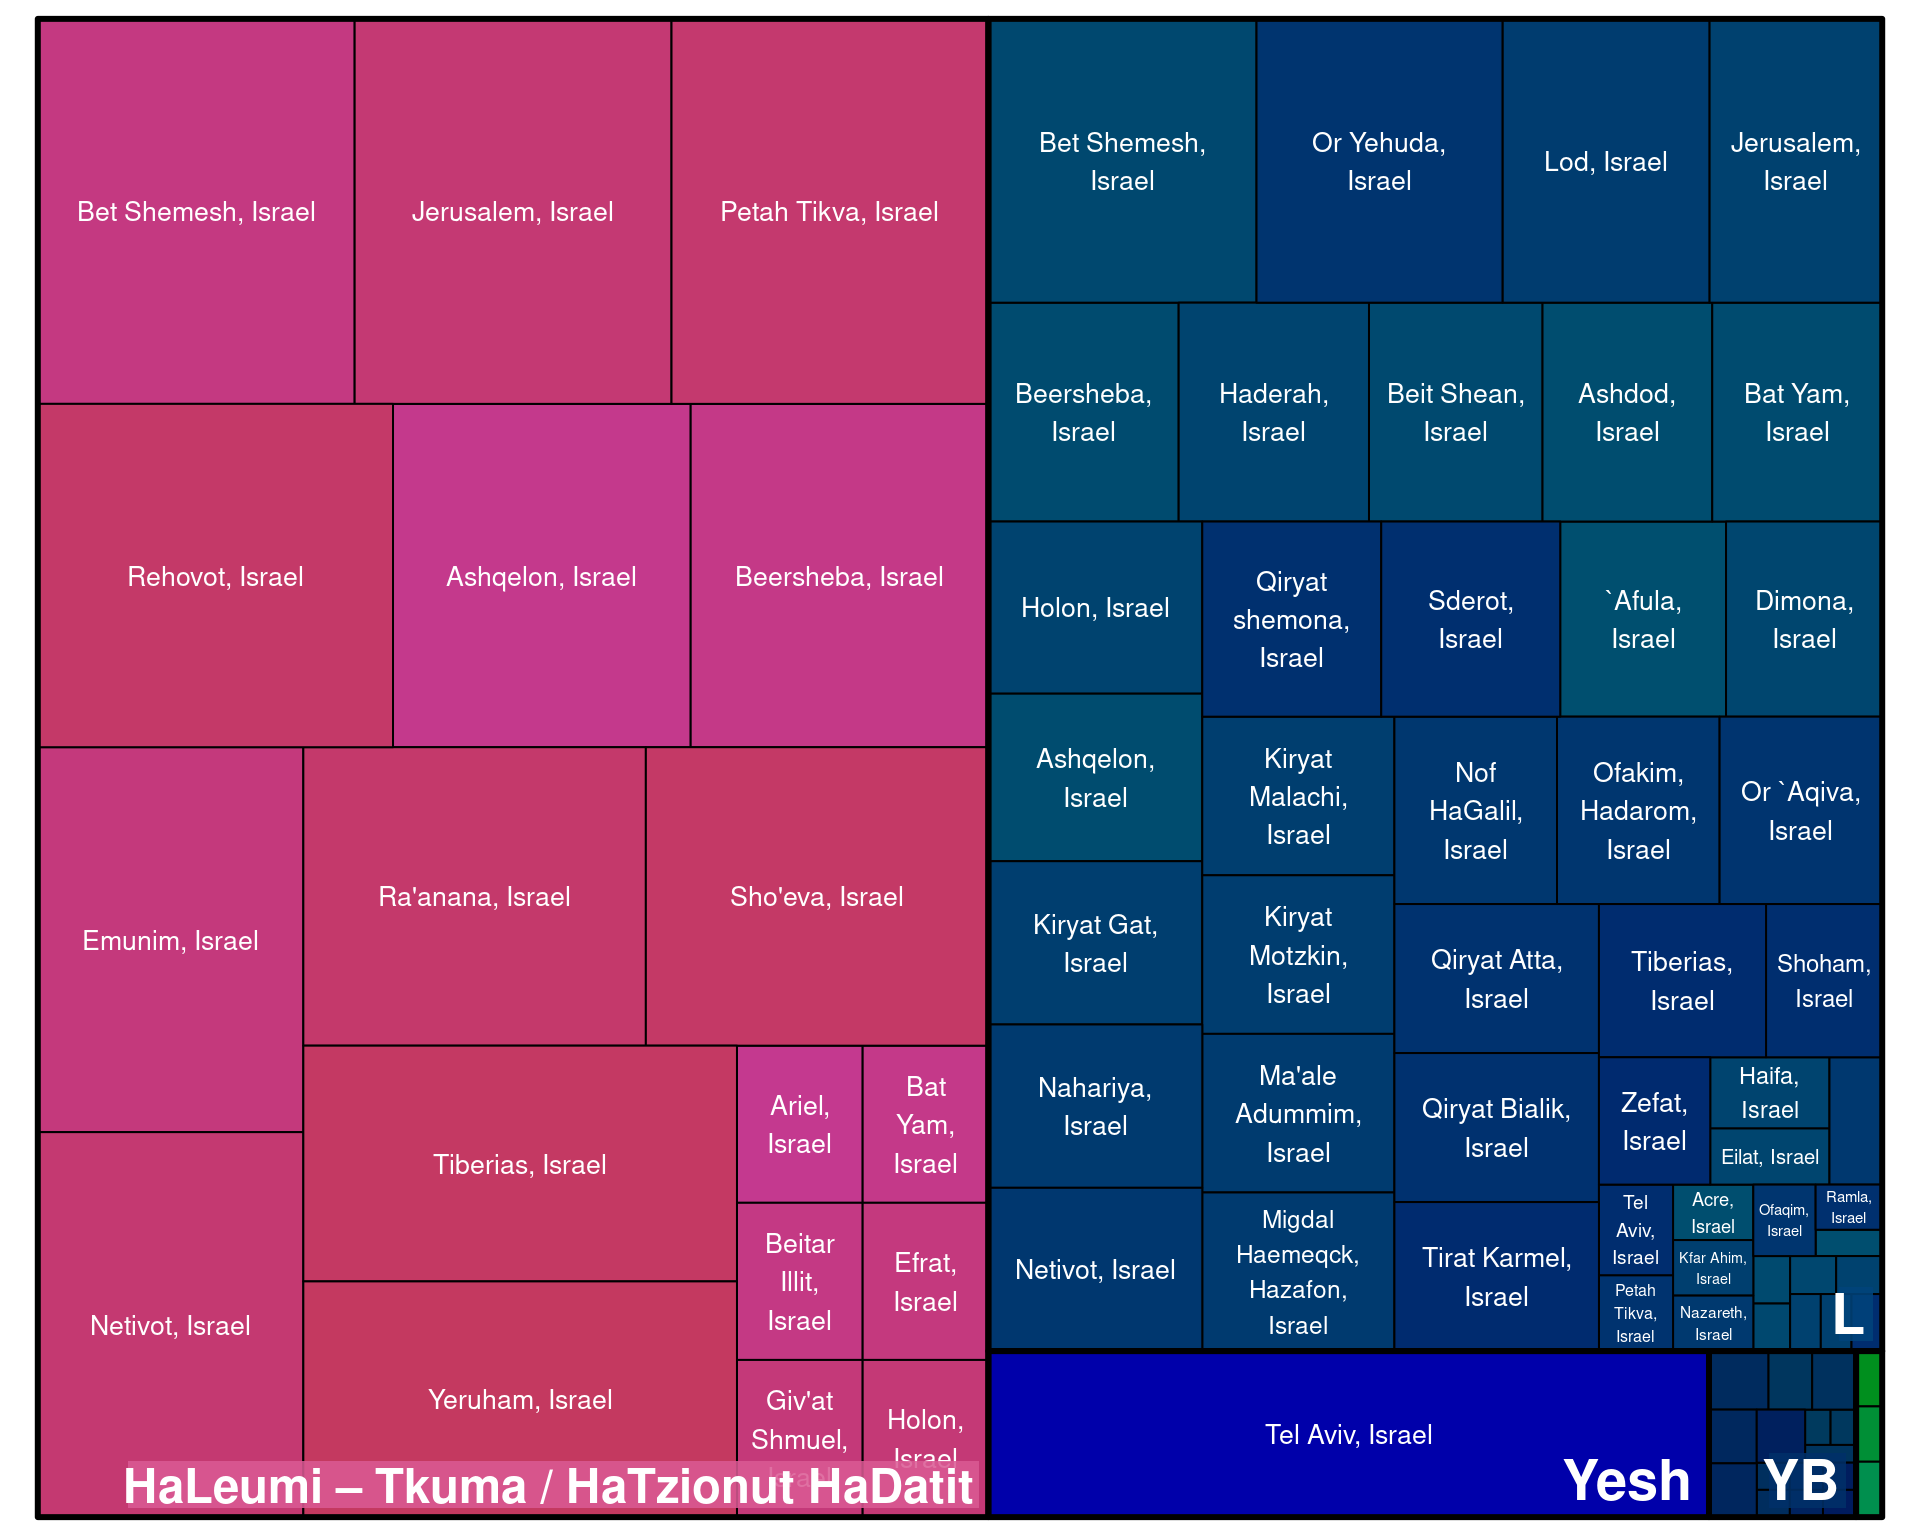 Bet Shemesh, Israel
Jerusalem, Israel
Petah Tikva, Israel
Rehovot, Israel
Ashqelon, Israel
Beersheba, Israel
Emunim, Israel
Ra'anana, Israel
Sho'eva, Israel
Netivot, Israel
Tiberias, Israel
Yeruham, Israel
Ariel,
Israel
Bat
Yam,
Israel
Beitar
Illit,
Israel
Efrat,
Israel
Giv'at
Shmuel,
Israel
Holon,
Israel
HaLeumi – Tkuma / HaTzionut HaDatit
Bet Shemesh,
Israel
Or Yehuda,
Israel
Lod, Israel
Jerusalem,
Israel
Beersheba,
Israel
Haderah,
Israel
Beit Shean,
Israel
Ashdod,
Israel
Bat Yam,
Israel
Holon, Israel
Qiryat
shemona,
Israel
Sderot,
Israel
`Afula,
Israel
Dimona,
Israel
Ashqelon,
Israel
Kiryat
Malachi,
Israel
Nof
HaGalil,
Israel
Ofakim,
Hadarom,
Israel
Or `Aqiva,
Israel
Kiryat Gat,
Israel
Kiryat
Motzkin,
Israel
Qiryat Atta,
Israel
Tiberias,
Israel
Shoham,
Israel
Nahariya,
Israel
Ma'ale
Adummim,
Israel
Qiryat Bialik,
Israel
Zefat,
Israel
Haifa,
Israel
Eilat, Israel
Netivot, Israel
Migdal
Haemeqck,
Hazafon,
Israel
Tirat Karmel,
Israel
Tel
Aviv,
Israel
Acre,
Israel
Ofaqim,
Israel
Ramla,
Israel
Kfar Ahim,
Israel
Petah
Tikva,
Israel
Nazareth,
Israel
L
Tel Aviv, Israel
Yesh
YB